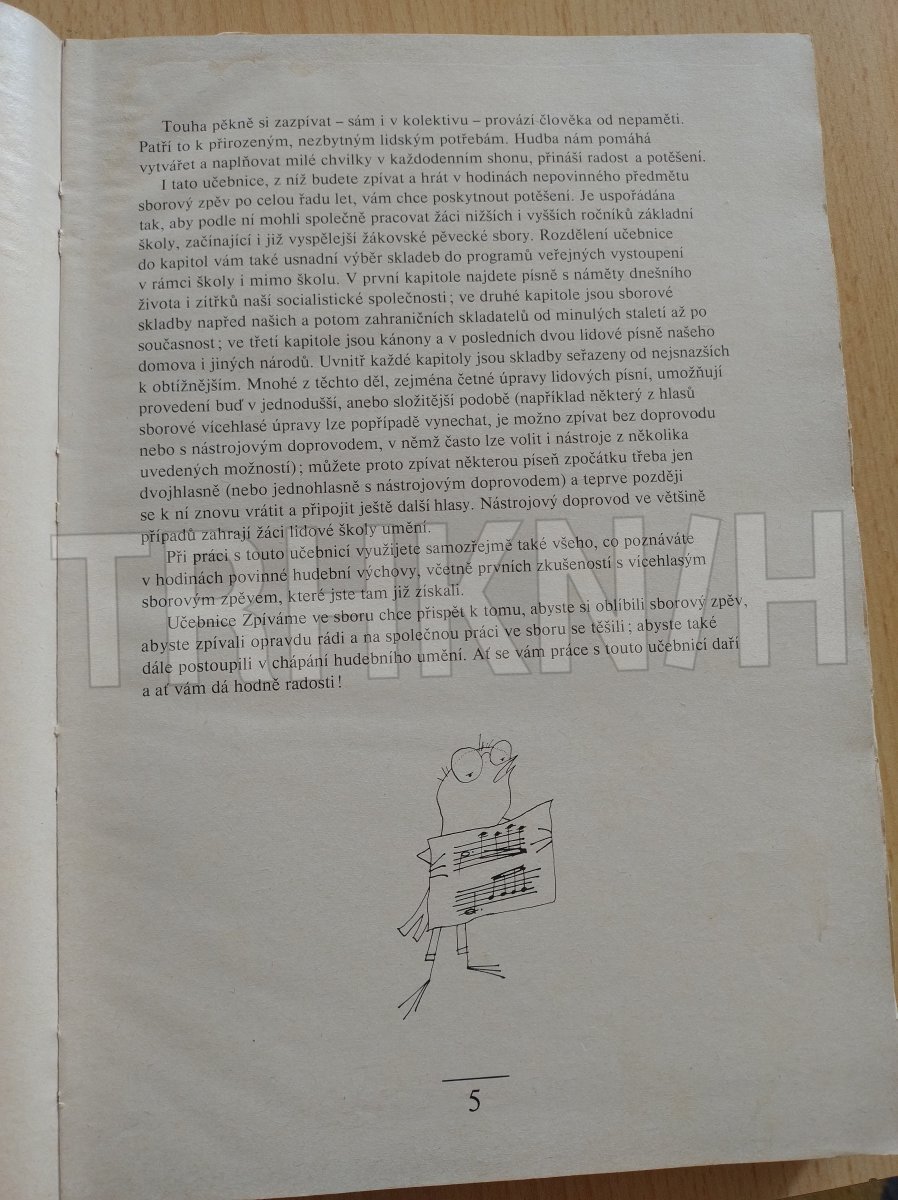 Touha pěkně si zazpívat – sám i v kolektivu – provází člověka od nepaměti.
Patří to k přirozeným, nezbytným lidským potřebám. Hudba nám pomáhá
vytvářet a naplňovat milé chvilky v každodenním shonu, přináší radost a potěšení.
I tato učebnice, z níž budete zpívat a hrát v hodinách nepovinného předmětu
sborový zpěv po celou řadu let, vám chce poskytnout potěšení. Je uspořádána
tak, aby podle ní mohli společně pracovat žáci nižších i vyšších ročníků základní
školy, začínající i již vyspělejší žákovské pěvecké sbory. Rozdělení učebnice
do kapitol vám také usnadní výběr skladeb do programů veřejných vystoupení
v rámci školy i mimo školu. V první kapitole najdete písně s náměty dnešního
života i zítřků naší socialistické společnosti; ve druhé kapitole jsou sborové
skladby napřed našich a potom zahraničních skladatelů od minulých staletí až po
současnost; ve třetí kapitole jsou kánony a v posledních dvou lidové písně našeho
domova i jiných národů. Uvnitř každé kapitoly jsou skladby seřazeny od nejsnazších
k obtížnějším. Mnohé z těchto děl, zejména četné úpravy lidových písní, umožňují
provedení buď v jednodušší, anebo složitější podobě (například některý z hlasů
sborové vícehlasé úpravy lze popřípadě vynechat, je možno zpívat bez doprovodu
nebo s nástrojovým doprovodem, v němž často lze volit i nástroje z několika
uvedených možností); můžete proto zpívat některou píseň zpočátku třeba jen
dvojhlasně (nebo jednohlasně s nástrojovým doprovodem) a teprve později
se k ní znovu vrátit a připojit ještě další hlasy. Nástrojový doprovod ve většině
případů zahrají žáci lidové školy umění.
Při práci s touto učebnicí využijete samozřejmě také všeho, co poznáváte
v hodinách povinné hudební výchovy, včetně prvních zkušeností s vícehlasým
sborovým zpěvem, které jste tam již získali.
Učebnice Zpíváme ve sboru chce přispět k tomu, abyste si oblíbili sborový zpěv,
abyste zpívali opravdu rádi a na společnou práci ve sboru se těšili; abyste také
dále postoupili v chápání hudebního umění. Ať se vám práce s touto učebnicí daří
a ať vám dá hodně radosti!
5